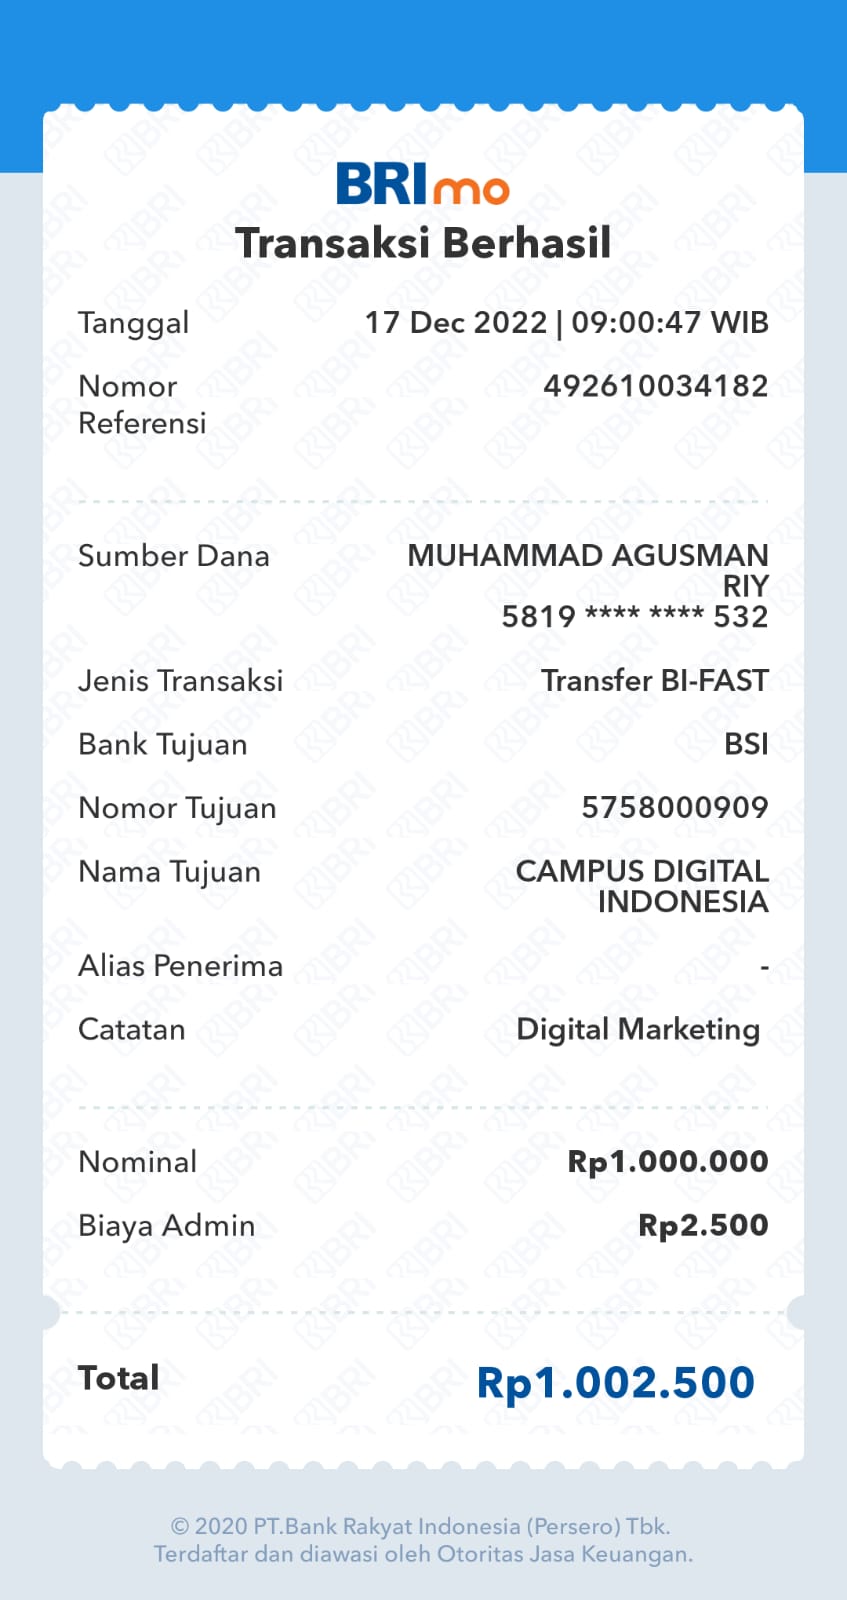 BRImo
Transaksi Berhasil
Tanggal 17 Dec 2022 | 09:00:47 WIB
Nomor 492610034182
Referensi
Sumber Dana MUHAMMAD AGUSMAN
RIY
5819 **** **** 532
Jenis Transaksi Transfer BI-FAST
Bank Tujuan BSI
Nomor Tujuan 5758000909
Nama Tujuan CAMPUS DIGITAL
INDONESIA
Alias Penerima -
Catatan Digital Marketing
Nominal Rp1.000.000
Biaya Admin Rp2.500
Total Rp1.002.500
© 2020 PT.Bank Rakyat Indonesia (Persero) Tbk.
Terdaftar dan diawasi oleh Otoritas Jasa Keuangan.